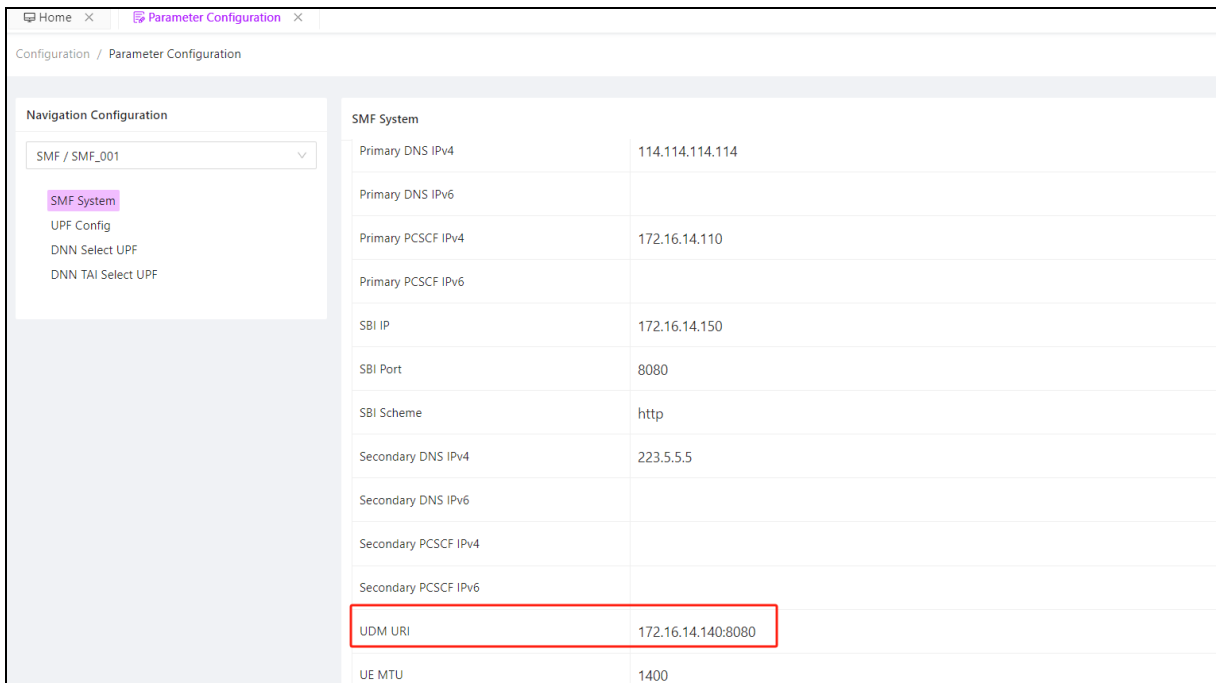 Home
Parameter Configuration
Configuration / Parameter Configuration
Navigation Configuration
SMF / SMF_001
SMF System
UPF Config
DNN Select UPF
DNN TAI Select UPF
SMF System
Primary DNS IPv4 114.114.114.114
Primary DNS IPv6
Primary PCSCF IPv4 172.16.14.110
Primary PCSCF IPv6
SBI IP 172.16.14.150
SBI Port 8080
SBI Scheme http
Secondary DNS IPv4 223.5.5.5
Secondary DNS IPv6
Secondary PCSCF IPv4
Secondary PCSCF IPv6
UDM URI 172.16.14.140:8080
UE MTU 1400